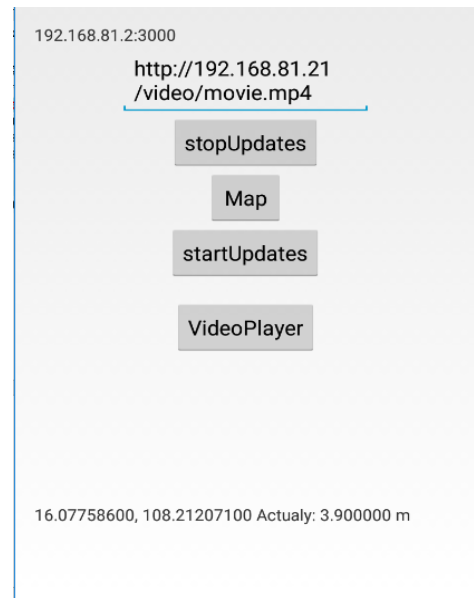 192.168.81.2:3000
http://192.168.81.21
/video/movie.mp4
stopUpdates
Map
startUpdates
VideoPlayer
16.07758600, 108.21207100 Actualy: 3.900000 m